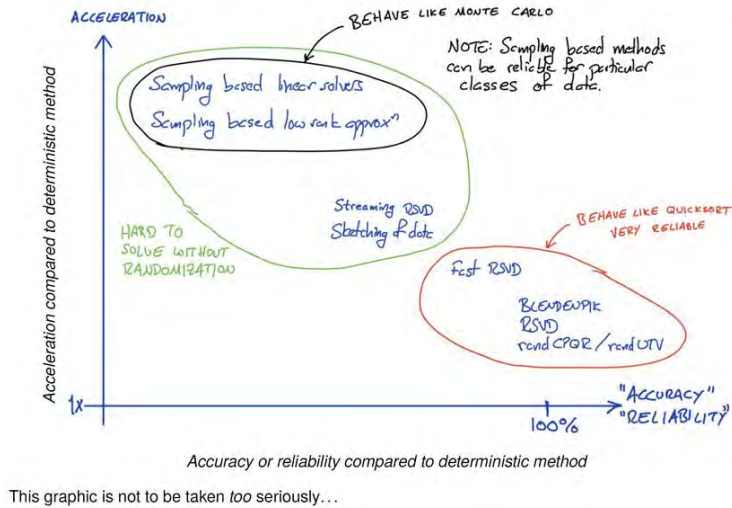 ACCELERATION
BEHAVE LIKE MONTE CARLO
NOTE: Sampling based methods
can be reliable for particular
classes of data.
Sampling based linear solvers
Sampling based low rank approxⁿ
Acceleration compared to deterministic method
Streaming RSVD
Sketching of data
HARD TO
SOLVE WITHOUT
RANDOMIZATION
BEHAVE LIKE QUICKSORT
VERY RELIABLE
Fast RSVD
BLENDENPIK
RSVD
rand CPQR / rand UTV
1x
100%
"ACCURACY"
"RELIABILITY"
Accuracy or reliability compared to deterministic method
This graphic is not to be taken too seriously...